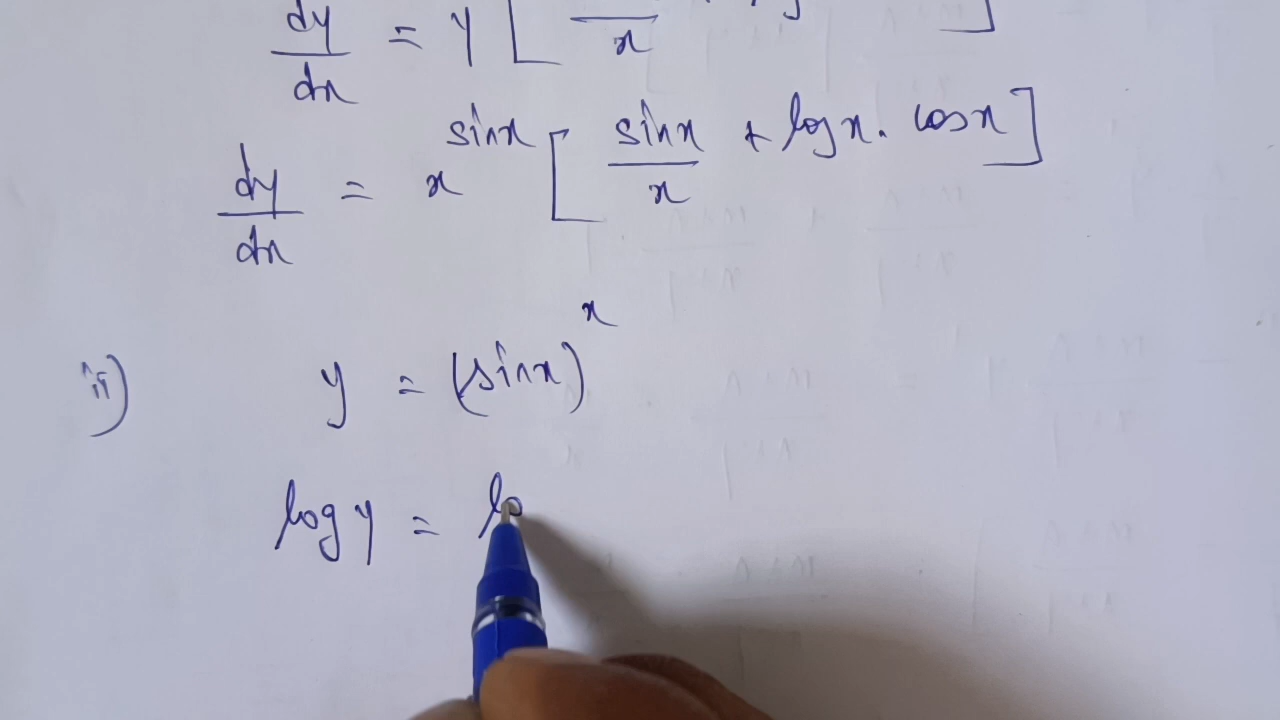 dy/dx = y [ /x ]
dy/dx = x^sinx [ sinx/x + logx. cosx ]
ii) y = (sinx)^x
log y = lo